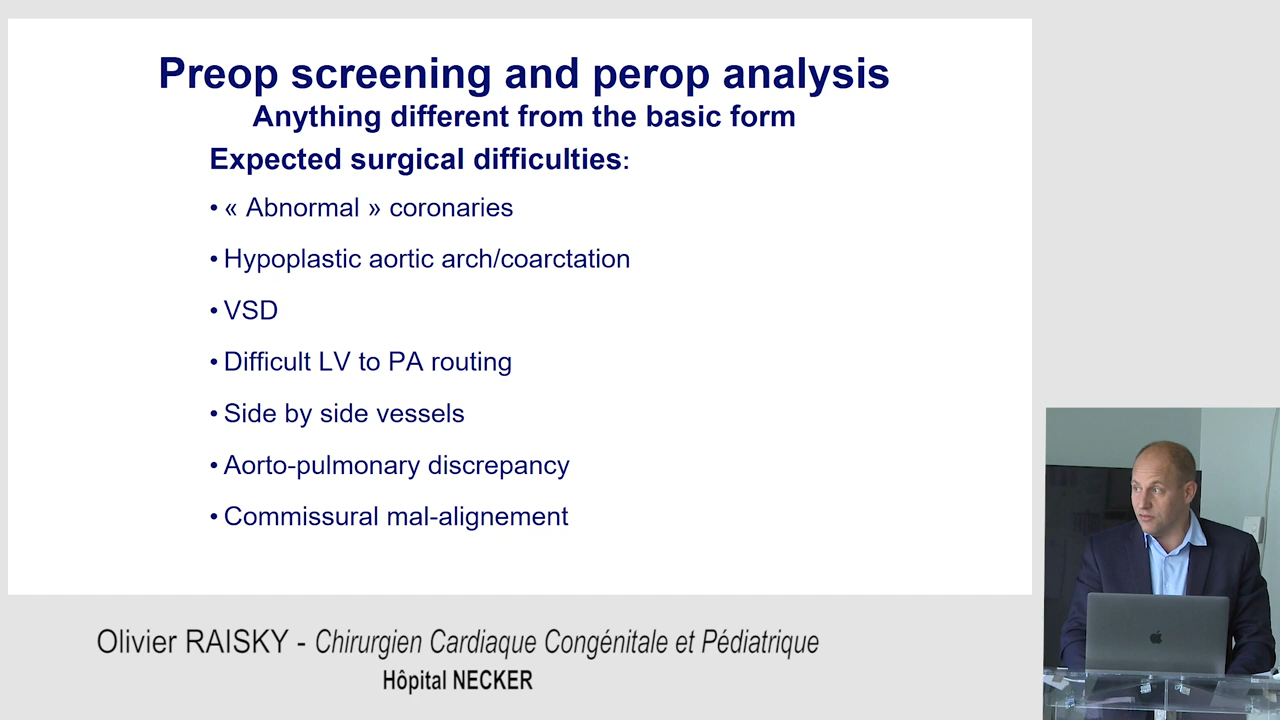 Preop screening and perop analysis
Anything different from the basic form
Expected surgical difficulties:
• « Abnormal » coronaries
• Hypoplastic aortic arch/coarctation
• VSD
• Difficult LV to PA routing
• Side by side vessels
• Aorto-pulmonary discrepancy
• Commissural mal-alignement
Olivier RAISKY - Chirurgien Cardiaque Congénitale et Pédiatrique
Hôpital NECKER